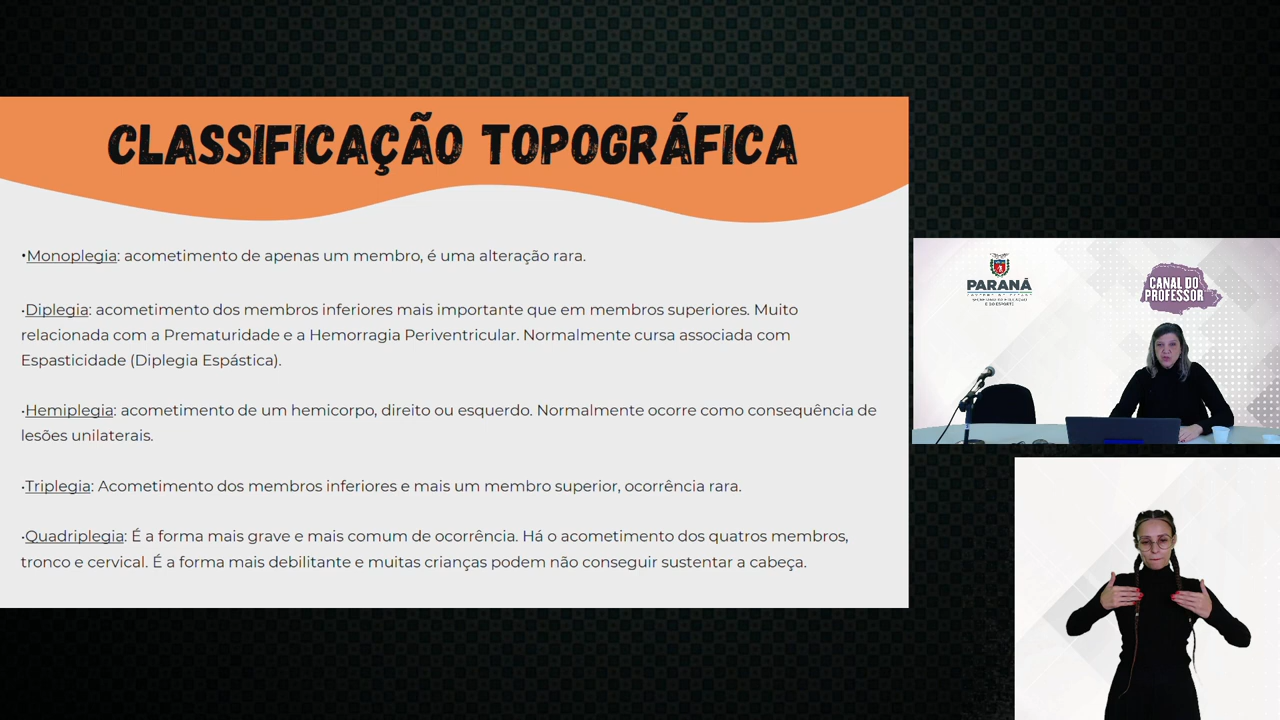 CLASSIFICAÇÃO TOPOGRÁFICA
•Monoplegia: acometimento de apenas um membro, é uma alteração rara.
•Diplegia: acometimento dos membros inferiores mais importante que em membros superiores. Muito
relacionada com a Prematuridade e a Hemorragia Periventricular. Normalmente cursa associada com
Espasticidade (Diplegia Espástica).
•Hemiplegia: acometimento de um hemicorpo, direito ou esquerdo. Normalmente ocorre como consequência de
lesões unilaterais.
•Triplegia: Acometimento dos membros inferiores e mais um membro superior, ocorrência rara.
•Quadriplegia: É a forma mais grave e mais comum de ocorrência. Há o acometimento dos quatros membros,
tronco e cervical. É a forma mais debilitante e muitas crianças podem não conseguir sustentar a cabeça.
PARANÁ
CANAL DO
PROFESSOR